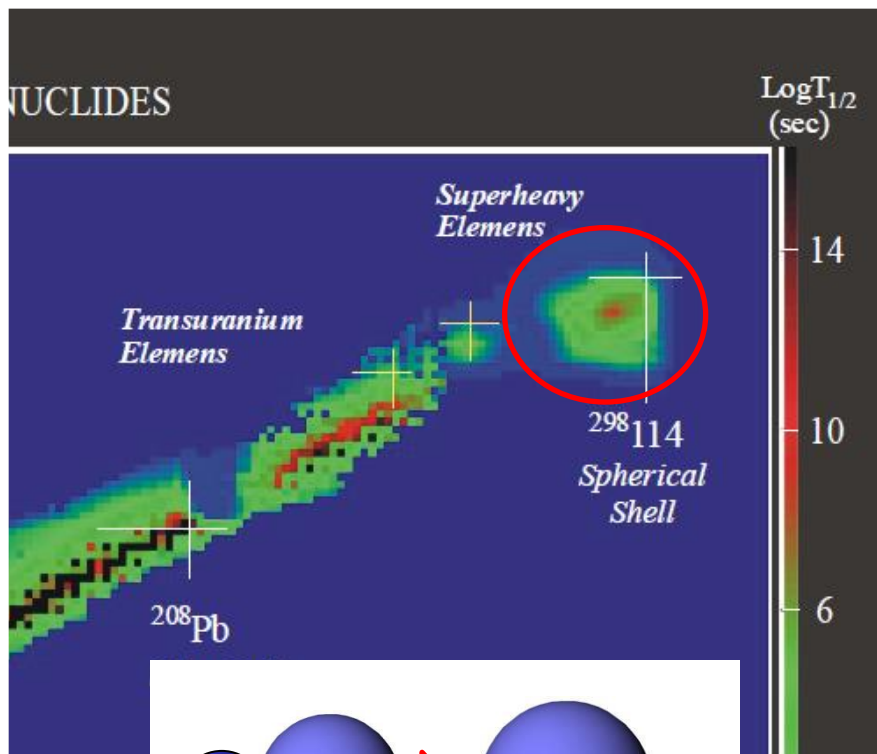 NUCLIDES
LogT1/2
(sec)
Superheavy
Elemens
14
Transuranium
Elemens
298114
10
Spherical
Shell
208Pb
6